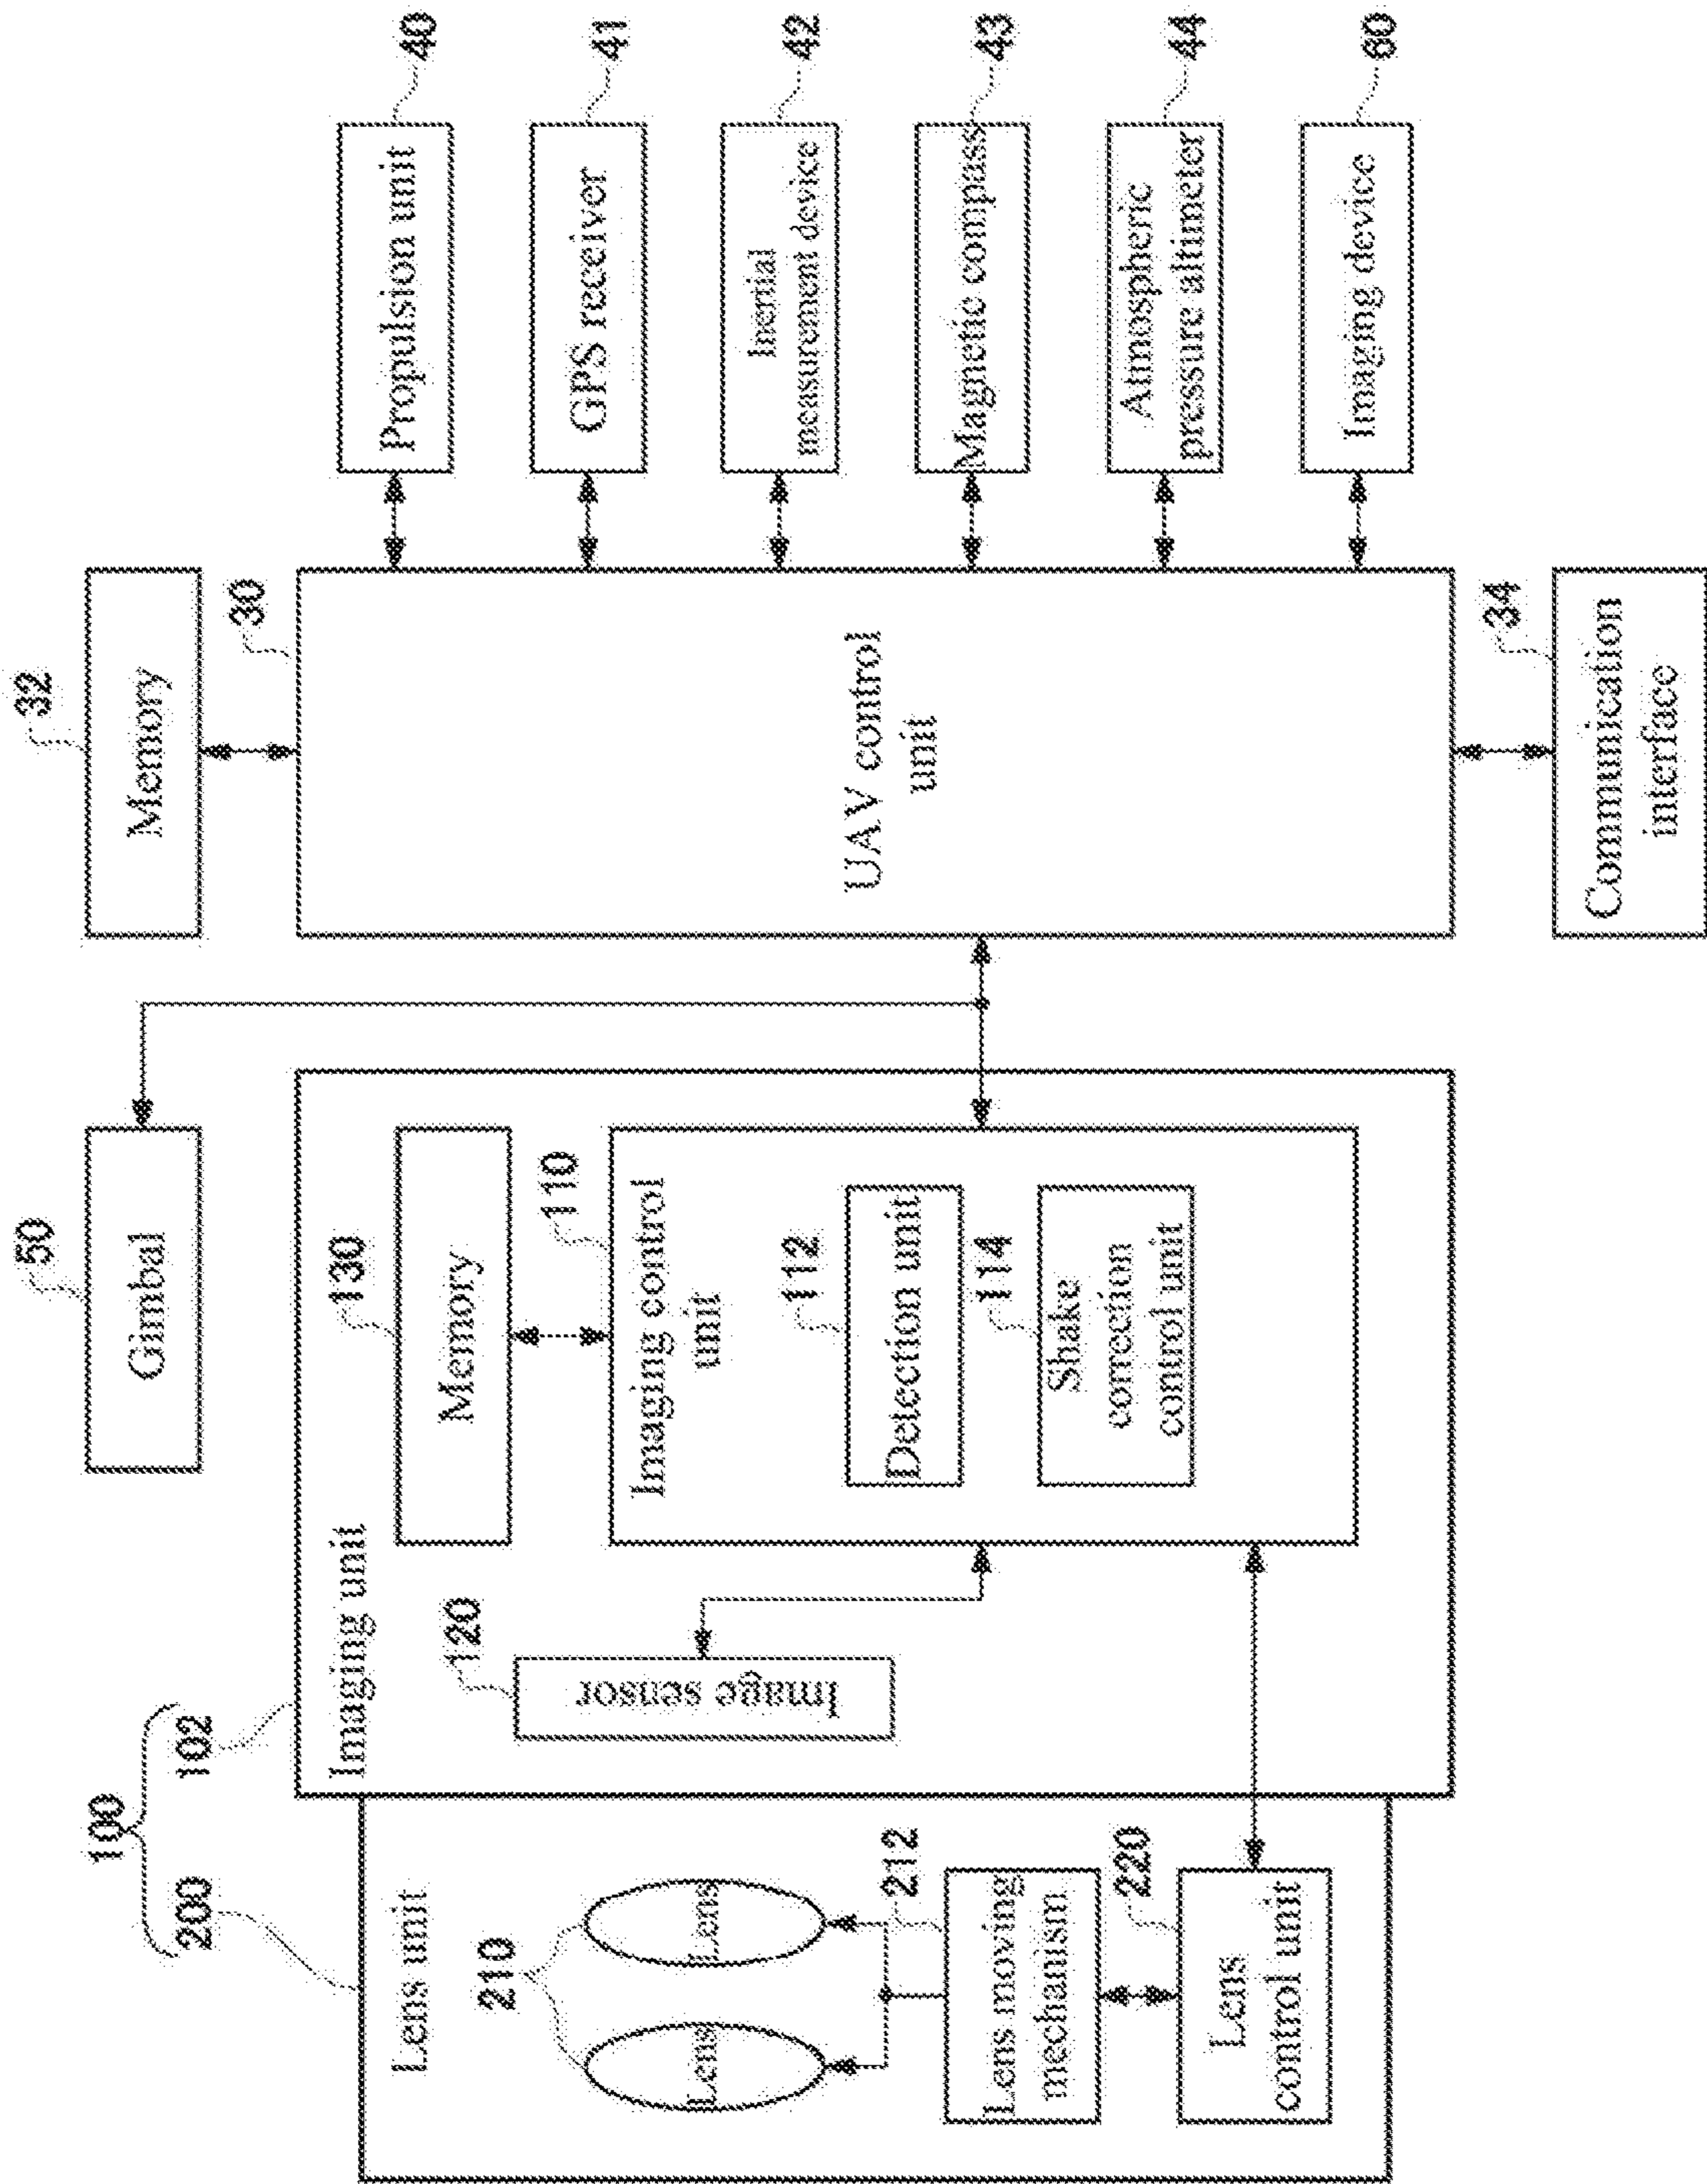 100
200
102
50
32
Gimbal
Memory
30
Lens unit
Imaging unit
130
Memory
210
Lens
Lens
120
Image sensor
110
Imaging control
unit
112
Detection unit
114
Shake
correction
control unit
212
Lens moving
mechanism
220
Lens
control unit
UAV control
unit
34
Communication
interface
Propulsion unit
40
GPS receiver
41
Inertial
measurement device
42
Magnetic compass
43
Atmospheric
pressure altimeter
44
Imaging device
60